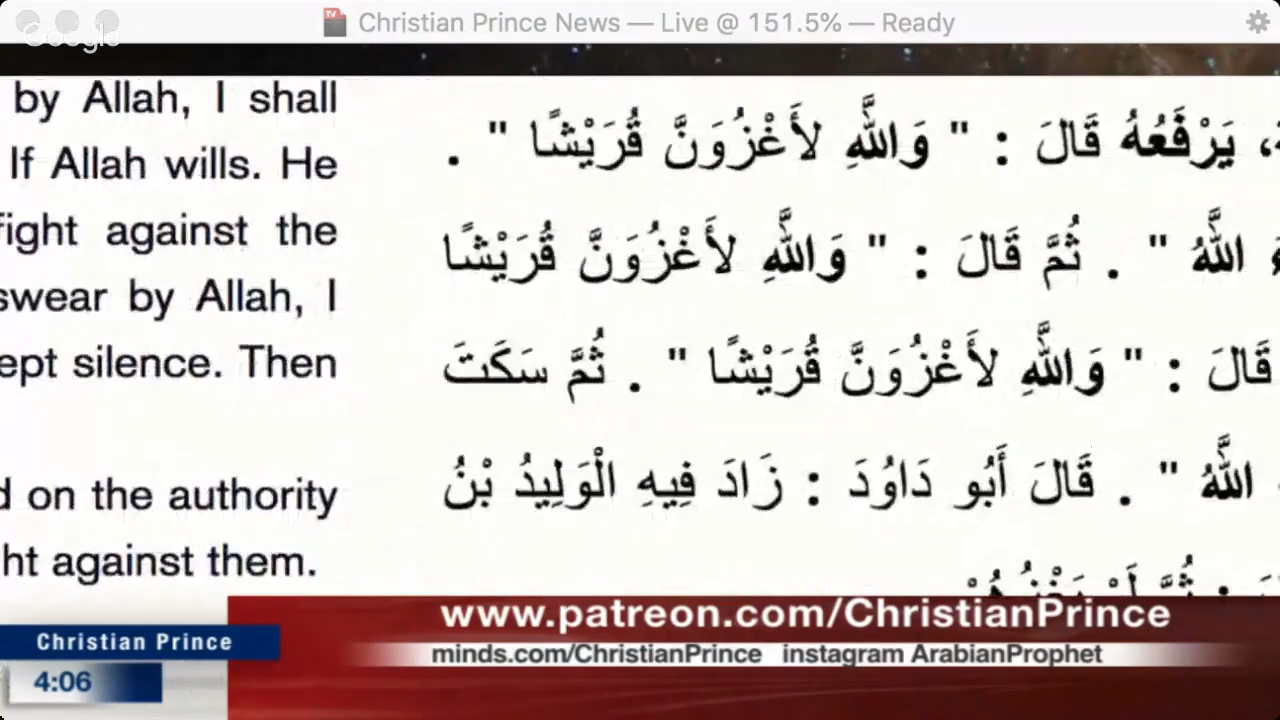 Christian Prince News — Live @ 151.5% — Ready
Google
by Allah, I shall
If Allah wills. He
fight against the
swear by Allah, I
ept silence. Then
d on the authority
ht against them.
، يَرْفَعُهُ قَالَ : " وَاللَّهِ لأَغْزُوَنَّ قُرَيْشًا " .
اللَّهُ " . ثُمَّ قَالَ : " وَاللَّهِ لأَغْزُوَنَّ قُرَيْشًا
قَالَ : " وَاللَّهِ لأَغْزُوَنَّ قُرَيْشًا " . ثُمَّ سَكَتَ
اللَّهُ " . قَالَ أَبُو دَاوُدَ : زَادَ فِيهِ الْوَلِيدُ بْنُ
: ثُمَّ لَمْ يَغْزُهُمْ
www.patreon.com/ChristianPrince
minds.com/ChristianPrince instagram ArabianProphet
Christian Prince
4:06